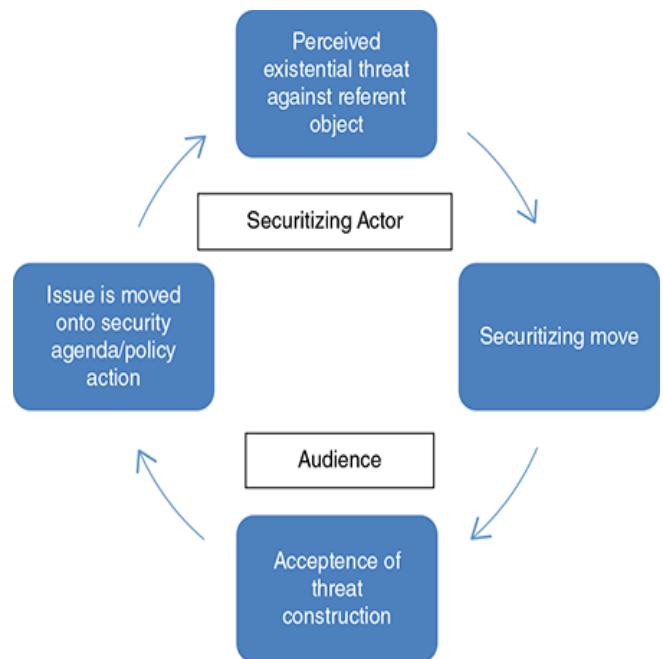 Perceived
existential threat
against referent
object
Securitizing Actor
Issue is moved
onto security
agenda/policy
action
Securitizing move
Audience
Acceptence of
threat
construction